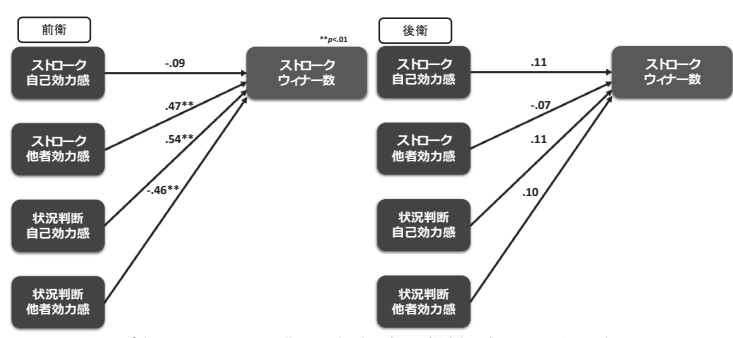 前衛
**p<.01
ストローク
自己効力感
-.09
ストローク
ウィナー数
ストローク
他者効力感
.47**
.54**
状況判断
自己効力感
-.46**
状況判断
他者効力感
後衛
ストローク
自己効力感
.11
ストローク
ウィナー数
ストローク
他者効力感
-.07
.11
状況判断
自己効力感
.10
状況判断
他者効力感